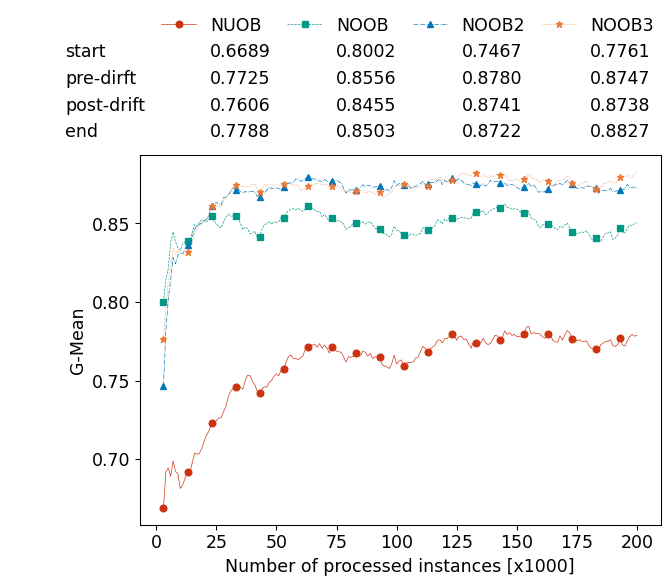 NUOB NOOB NOOB2 NOOB3
start 0.6689 0.8002 0.7467 0.7761
pre-dirft 0.7725 0.8556 0.8780 0.8747
post-drift 0.7606 0.8455 0.8741 0.8738
end 0.7788 0.8503 0.8722 0.8827
0.85
0.80
0.75
0.70
G-Mean
0 25 50 75 100 125 150 175 200
Number of processed instances [x1000]